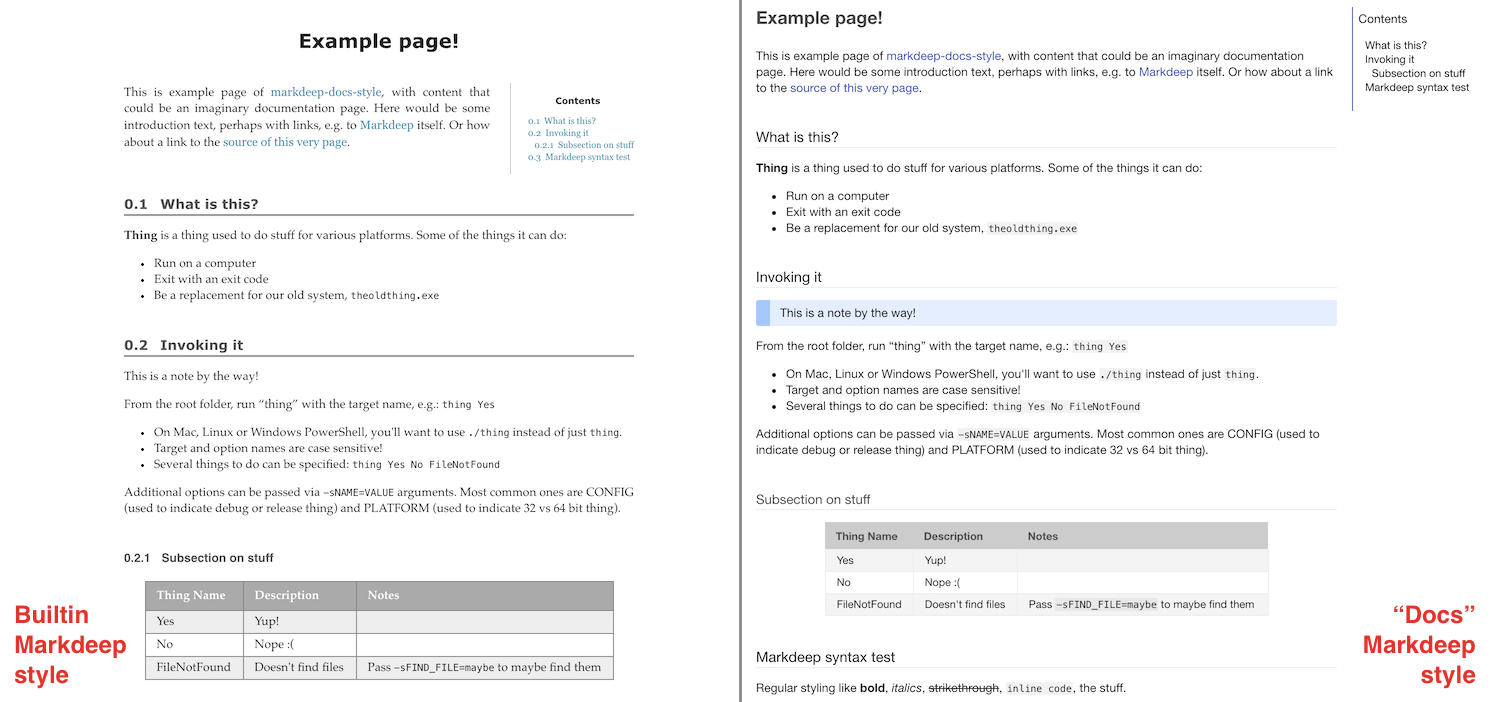 Example page!
This is example page of markdeep-docs-style, with content that
could be an imaginary documentation page. Here would be some
introduction text, perhaps with links, e.g. to Markdeep itself. Or how
about a link to the source of this very page.
Contents
0.1 What is this?
0.2 Invoking it
0.2.1 Subsection on stuff
0.3 Markdeep syntax test
0.1 What is this?
Thing is a thing used to do stuff for various platforms. Some of the things it can do:
• Run on a computer
• Exit with an exit code
• Be a replacement for our old system, theoldthing.exe
0.2 Invoking it
This is a note by the way!
From the root folder, run “thing” with the target name, e.g.: thing Yes
• On Mac, Linux or Windows PowerShell, you'll want to use ./thing instead of just thing.
• Target and option names are case sensitive!
• Several things to do can be specified: thing Yes No FileNotFound
Additional options can be passed via -sNAME=VALUE arguments. Most common ones are CONFIG
(used to indicate debug or release thing) and PLATFORM (used to indicate 32 vs 64 bit thing).
0.2.1 Subsection on stuff
Thing Name Description Notes
Yes Yup!
No Nope :(
FileNotFound Doesn't find files Pass -sFIND_FILE=maybe to maybe find them
Builtin
Markdeep
style
Example page!
This is example page of markdeep-docs-style, with content that could be an imaginary documentation
page. Here would be some introduction text, perhaps with links, e.g. to Markdeep itself. Or how about a link
to the source of this very page.
Contents
What is this?
Invoking it
Subsection on stuff
Markdeep syntax test
What is this?
Thing is a thing used to do stuff for various platforms. Some of the things it can do:
• Run on a computer
• Exit with an exit code
• Be a replacement for our old system, theoldthing.exe
Invoking it
This is a note by the way!
From the root folder, run “thing” with the target name, e.g.: thing Yes
• On Mac, Linux or Windows PowerShell, you'll want to use ./thing instead of just thing.
• Target and option names are case sensitive!
• Several things to do can be specified: thing Yes No FileNotFound
Additional options can be passed via -sNAME=VALUE arguments. Most common ones are CONFIG (used to
indicate debug or release thing) and PLATFORM (used to indicate 32 vs 64 bit thing).
Subsection on stuff
Thing Name Description Notes
Yes Yup!
No Nope :(
FileNotFound Doesn't find files Pass -sFIND_FILE=maybe to maybe find them
Markdeep syntax test
Regular styling like bold, italics, strikethrough, inline code, the stuff.
“Docs”
Markdeep
style